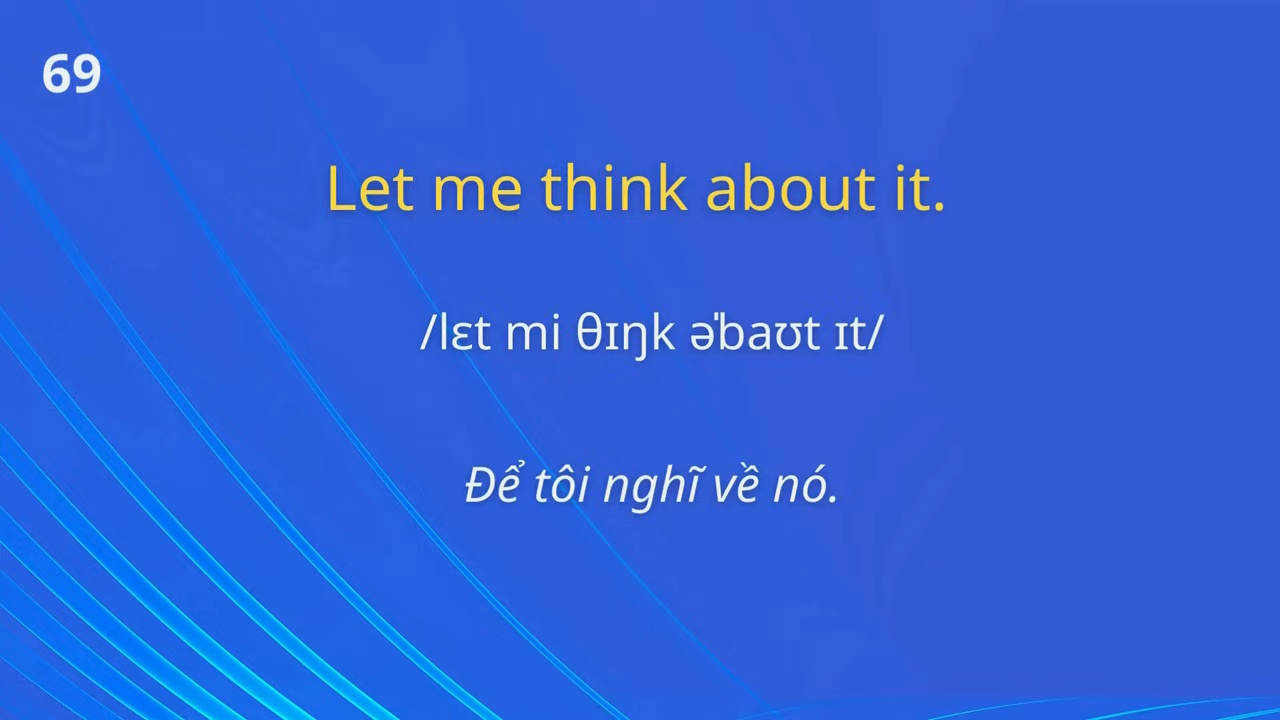 69
Let me think about it.
/lɛt mi θɪŋk əˈbaʊt ɪt/
Để tôi nghĩ về nó.